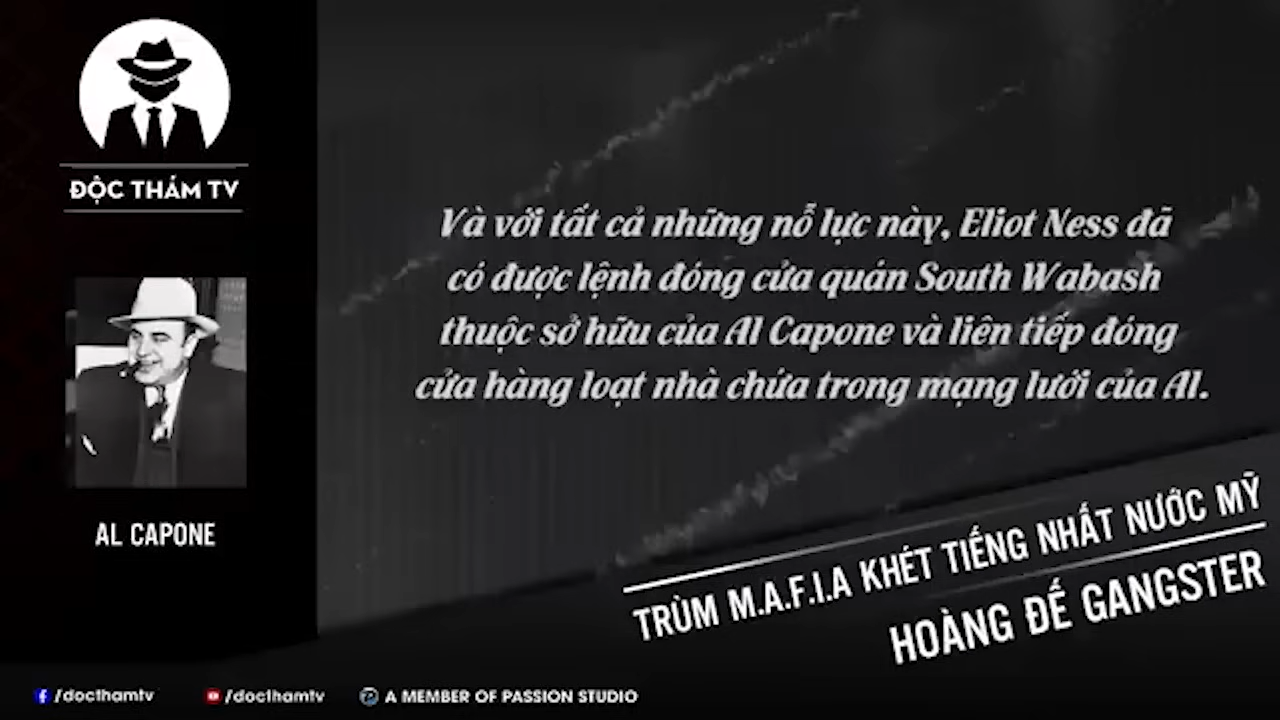 ĐỘC THÁM TV
AL CAPONE
Và với tất cả những nỗ lực này, Eliot Ness đã
có được lệnh đóng cửa quán South Wabash
thuộc sở hữu của Al Capone và liên tiếp đóng
cửa hàng loạt nhà chứa trong mạng lưới của Al.
TRÙM M.A.F.I.A KHÉT TIẾNG NHẤT NƯỚC MỸ
HOÀNG ĐẾ GANGSTER
/docthamtv
/docthamtv
A MEMBER OF PASSION STUDIO